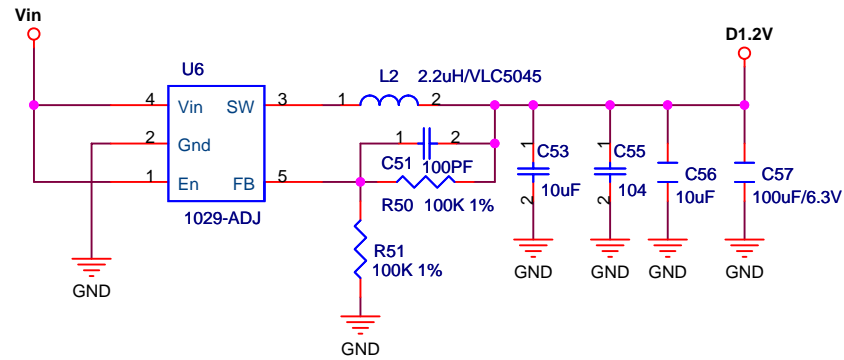 Vin
D1.2V
U6
L2 2.2uH/VLC5045
4 Vin SW 3 1 2
2 Gnd 1 2
C51 100PF
1 En FB 5
1029-ADJ
R50 100K 1%
R51
100K 1%
1 C53
10uF
2
1 C55
104
2
C56
10uF
C57
100uF/6.3V
GND
GND
GND
GND
GND
GND